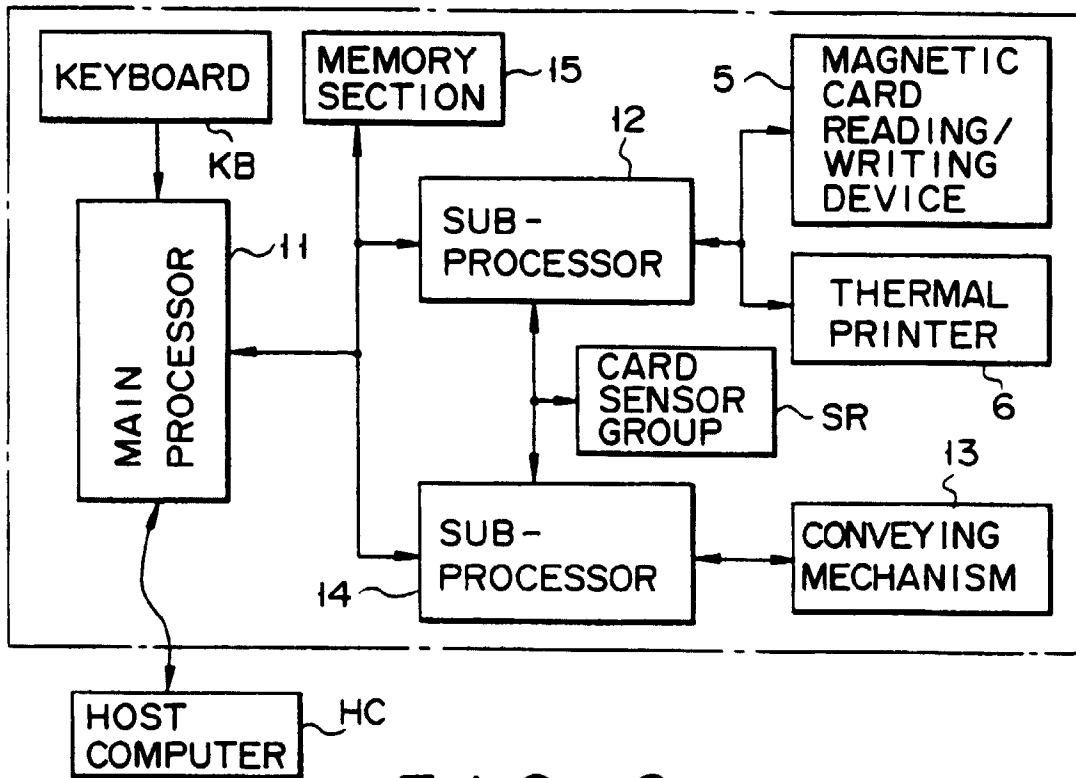 KEYBOARD
KB
MEMORY
SECTION
15
12
5
MAGNETIC
CARD
READING/
WRITING
DEVICE
11
MAIN
PROCESSOR
SUB-
PROCESSOR
THERMAL
PRINTER
6
CARD
SENSOR
GROUP
SR
13
SUB-
PROCESSOR
14
CONVEYING
MECHANISM
HOST
COMPUTER
HC